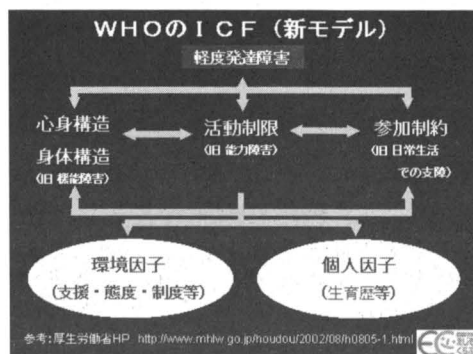 WHOのICF（新モデル）
軽度発達障害
心身構造
身体構造
（旧 機能障害）
活動制限
（旧 能力障害）
参加制約
（旧 日常生活
での支障）
環境因子
（支援・態度・制度等）
個人因子
（生育歴等）
参考:厚生労働省HP http://www.mhlw.go.jp/houdou/2002/08/h0805-1.html